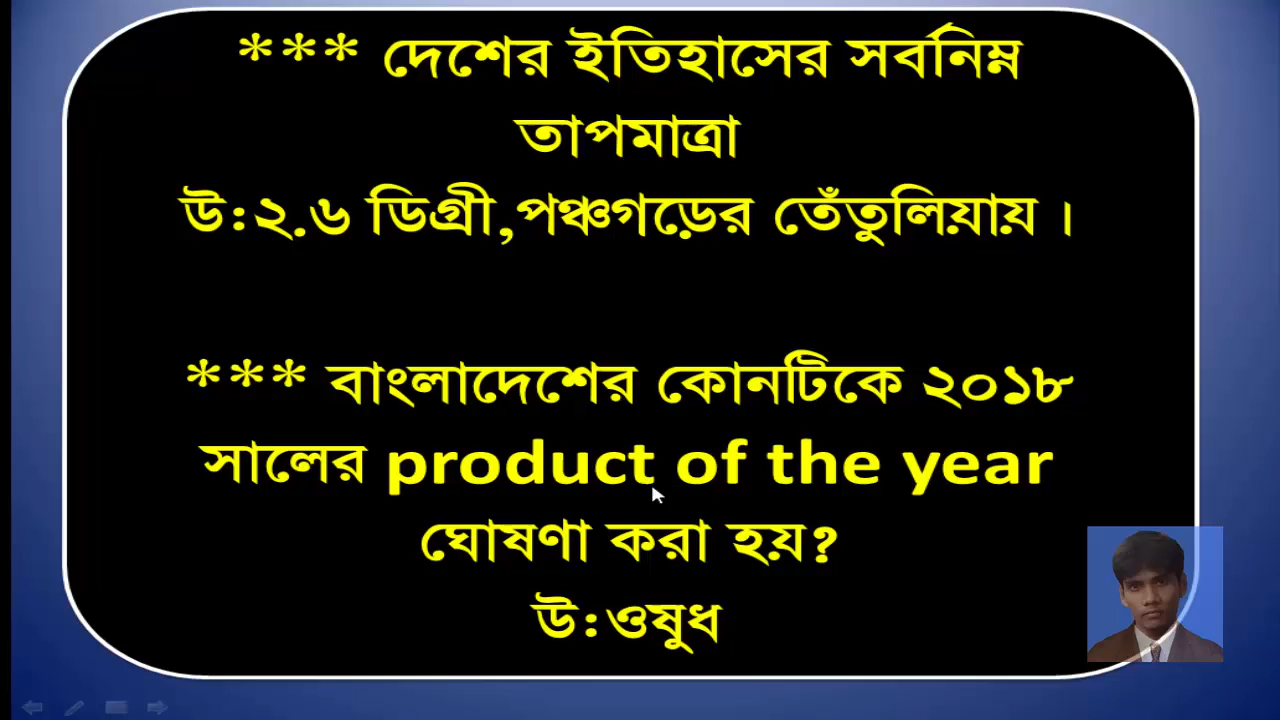 *** দেশের ইতিহাসের সর্বনিম্ন
তাপমাত্রা
উ:২.৬ ডিগ্রী,পঞ্চগড়ের তেঁতুলিয়ায় ।
*** বাংলাদেশের কোনটিকে ২০১৮
সালের product of the year
ঘোষণা করা হয়?
উ:ওষুধ